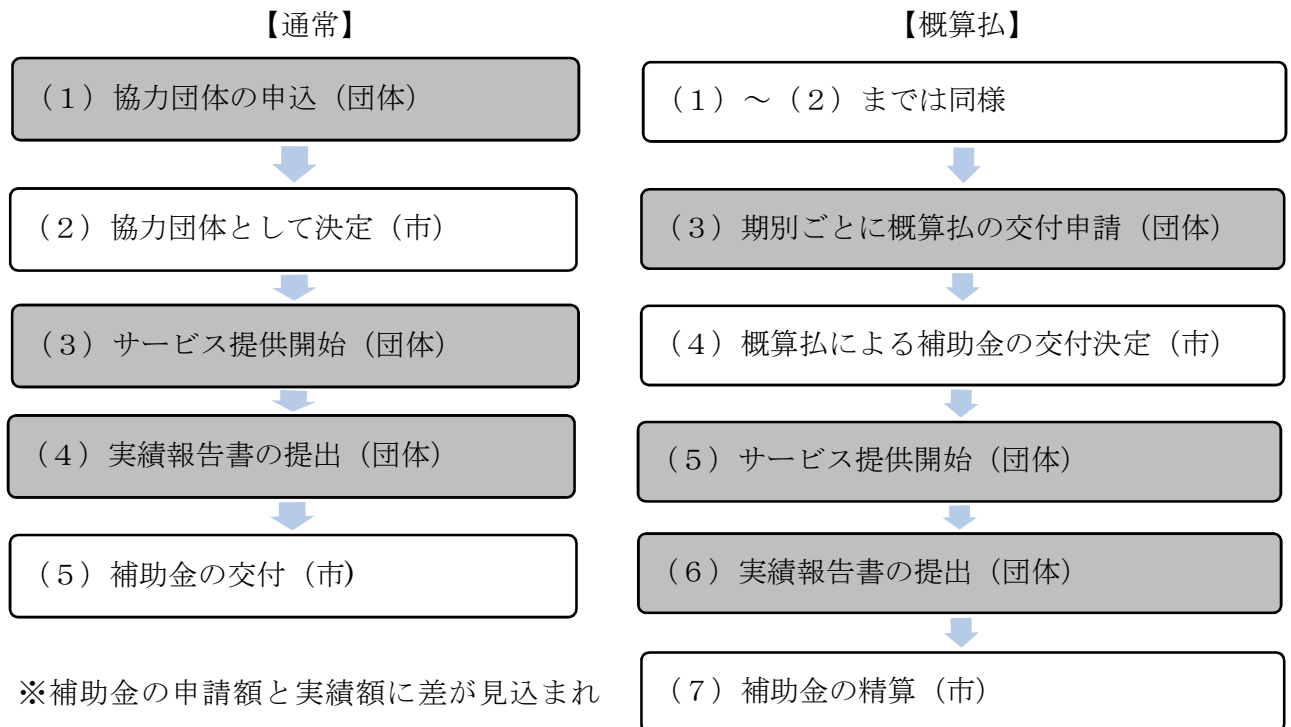 【通常】
（１）協力団体の申込（団体）
（２）協力団体として決定（市）
（３）サービス提供開始（団体）
（４）実績報告書の提出（団体）
（５）補助金の交付（市)
※補助金の申請額と実績額に差が見込まれ
【概算払】
（１）～（２）までは同様
（３）期別ごとに概算払の交付申請（団体）
（４）概算払による補助金の交付決定（市）
（５）サービス提供開始（団体）
（６）実績報告書の提出（団体）
（７）補助金の精算（市）